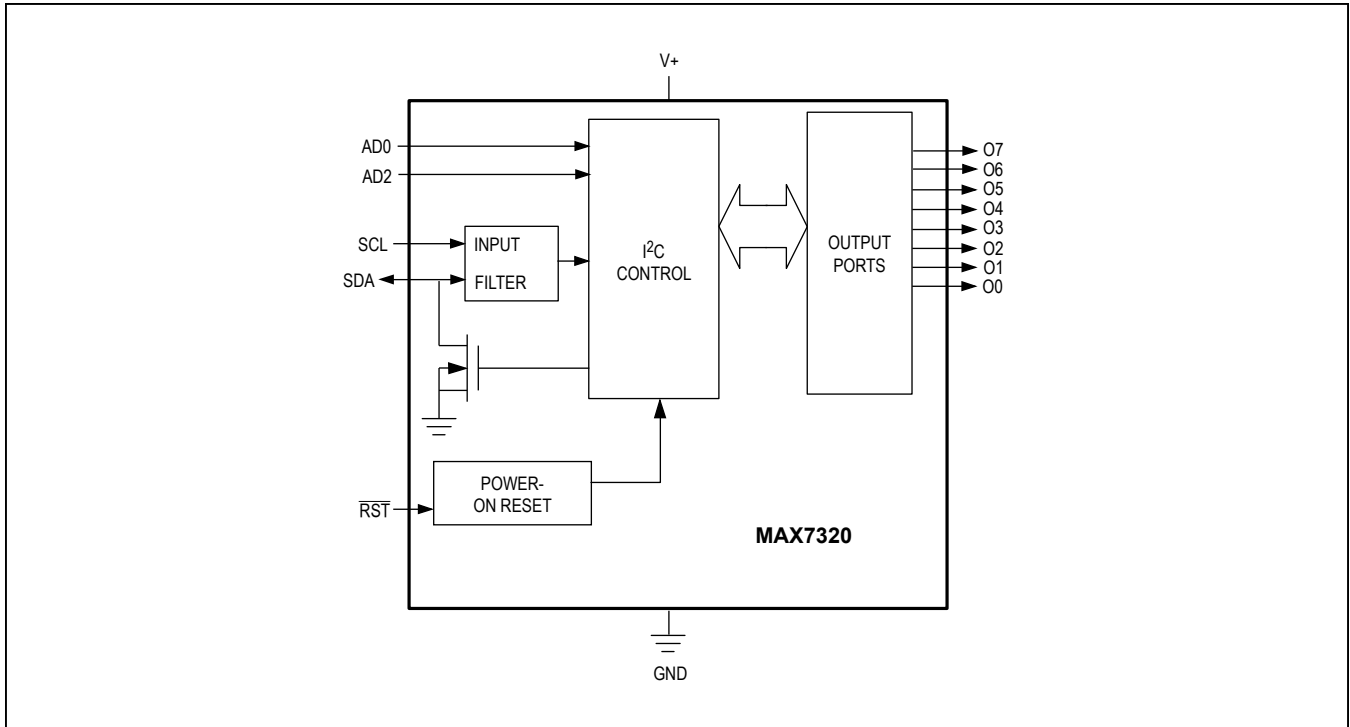 V+
AD0
AD2
SCL
SDA
INPUT
FILTER
I²C
CONTROL
OUTPUT
PORTS
O7
O6
O5
O4
O3
O2
O1
O0
RST
POWER-
ON RESET
MAX7320
GND